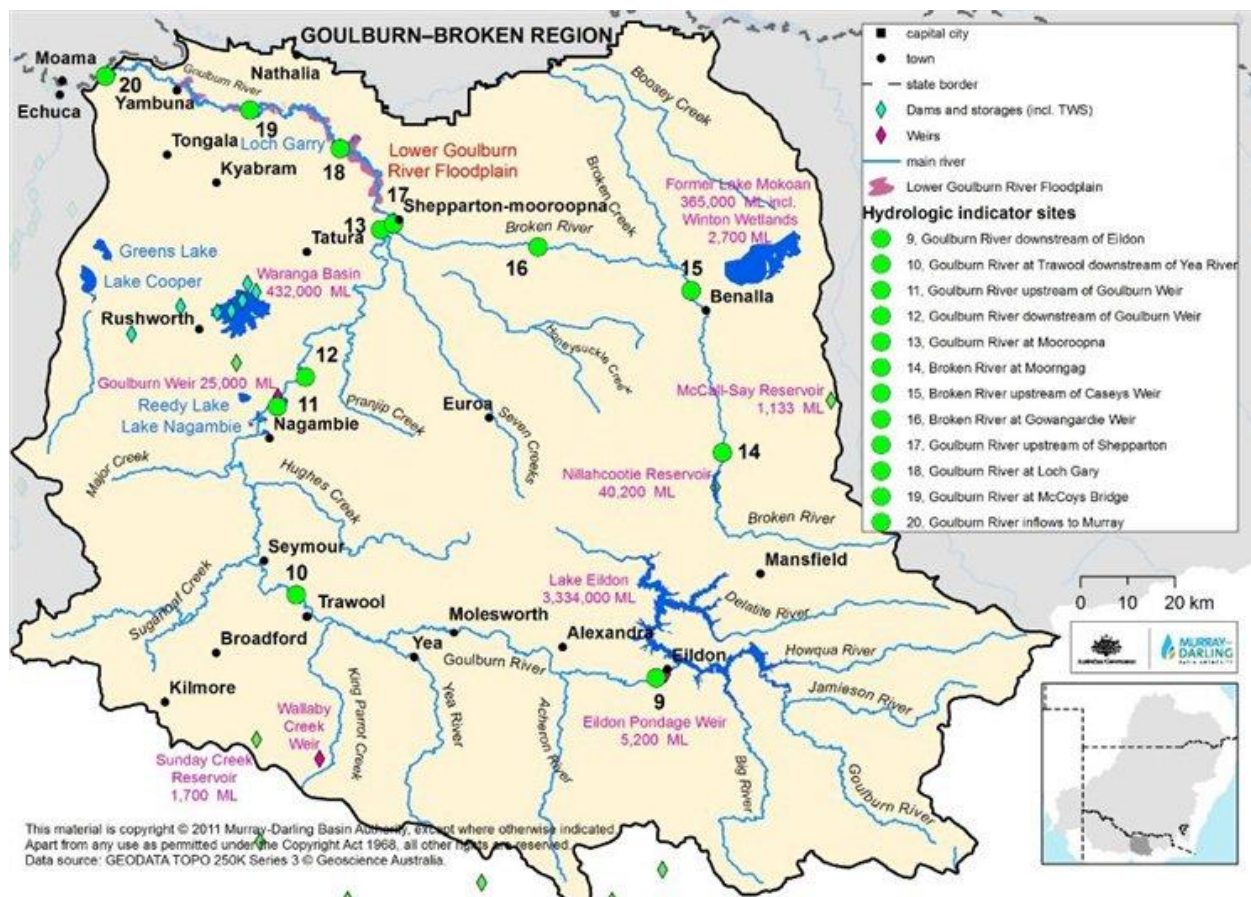 GOULBURN–BROKEN REGION
Moama
Echuca
20
Yambuna
Goulburn River
Nathalia
19
Tongala
Loch Garry
18
Kyabram
Lower Goulburn
River Floodplain
17
Shepparton-mooroopna
13
Tatura
Boosey Creek
Broken Creek
Broken River
16
Former Lake Mokoan
365,000 ML incl.
Winton Wetlands
2,700 ML
15
Benalla
Greens Lake
Lake Cooper
Waranga Basin
432,000 ML
Rushworth
12
Goulburn Weir 25,000 ML
Reedy Lake
11
Lake Nagambie
Nagambie
Pranjip Creek
Euroa
Seven Creeks
Honeysuckle Creek
McCall-Say Reservoir
1,133 ML
14
Nillahcootie Reservoir
40,200 ML
Major Creek
Hughes Creek
Broken River
Seymour
Mansfield
10
Sugarloaf Creek
Trawool
Broadford
Molesworth
Yea
Goulburn River
Alexandra
Lake Eildon
3,334,000 ML
Delatite River
Eildon
Howqua River
Jamieson River
9
Eildon Pondage Weir
5,200 ML
Kilmore
Wallaby
Creek
Weir
King Parrot Creek
Yea River
Acheron River
Big River
Goulburn River
Sunday Creek
Reservoir
1,700 ML
This material is copyright © 2011 Murray-Darling Basin Authority, except where otherwise indicated.
Apart from any use as permitted under the Copyright Act 1968, all other rights are reserved.
Data source: GEODATA TOPO 250K Series 3 © Geoscience Australia.
capital city
town
state border
Dams and storages (incl. TWS)
Weirs
main river
Lower Goulburn River Floodplain
Hydrologic indicator sites
9, Goulburn River downstream of Eildon
10, Goulburn River at Trawool downstream of Yea River
11, Goulburn River upstream of Goulburn Weir
12, Goulburn River downstream of Goulburn Weir
13, Goulburn River at Mooroopna
14, Broken River at Moorngag
15, Broken River upstream of Caseys Weir
16, Broken River at Gowangardie Weir
17, Goulburn River upstream of Shepparton
18, Goulburn River at Loch Gary
19, Goulburn River at McCoys Bridge
20, Goulburn River inflows to Murray
0 10 20 km
Australian Government
MURRAY–
DARLING
BASIN AUTHORITY